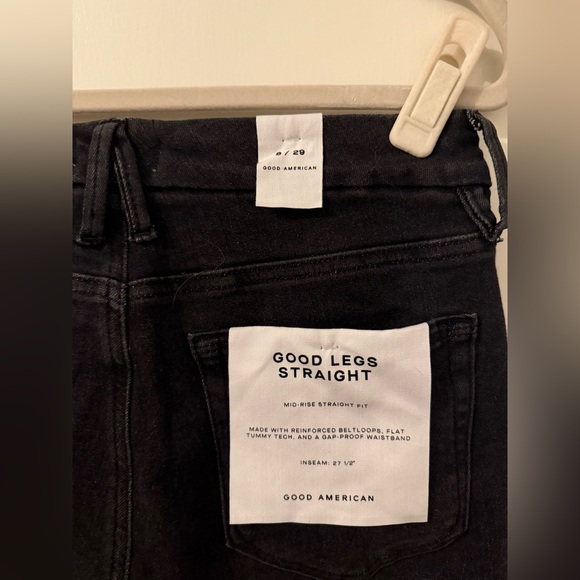 8 / 29
GOOD AMERICAN
GOOD LEGS
STRAIGHT
MID-RISE STRAIGHT FIT
MADE WITH REINFORCED BELTLOOPS, FLAT
TUMMY TECH, AND A GAP-PROOF WAISTBAND
INSEAM: 27 1/2"
GOOD AMERICAN